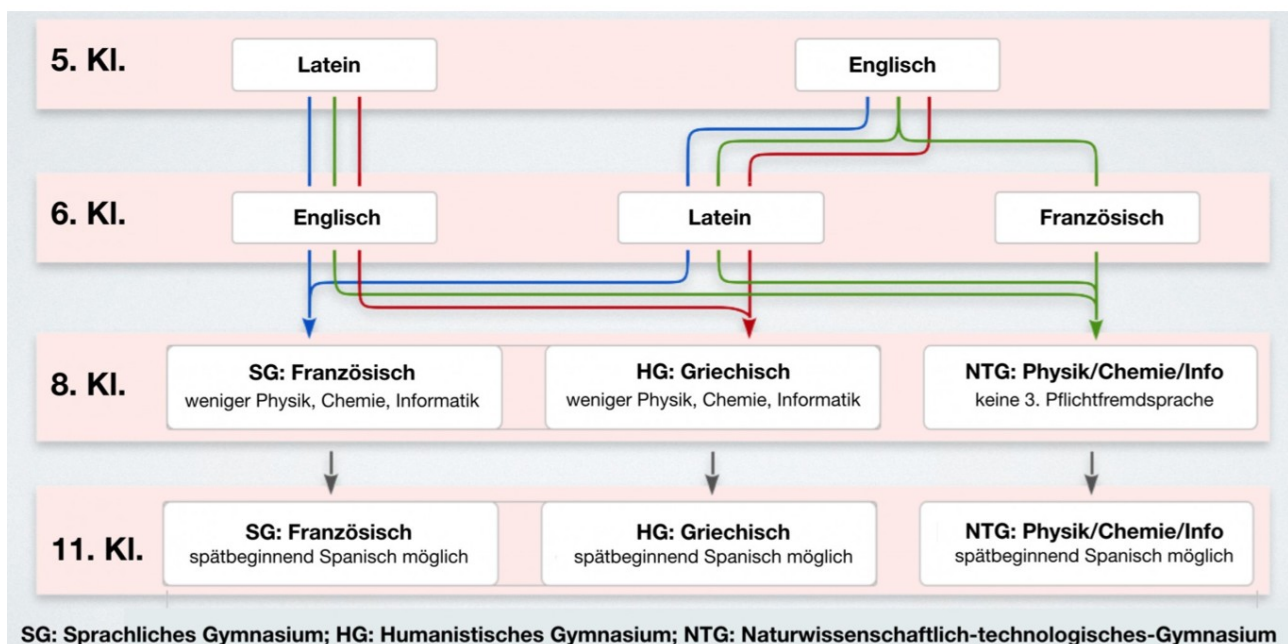 5. Kl.
Latein
Englisch
6. Kl.
Englisch
Latein
Französisch
8. Kl.
SG: Französisch
weniger Physik, Chemie, Informatik
HG: Griechisch
weniger Physik, Chemie, Informatik
NTG: Physik/Chemie/Info
keine 3. Pflichtfremdsprache
11. Kl.
SG: Französisch
spätbeginnend Spanisch möglich
HG: Griechisch
spätbeginnend Spanisch möglich
NTG: Physik/Chemie/Info
spätbeginnend Spanisch möglich
SG: Sprachliches Gymnasium; HG: Humanistisches Gymnasium; NTG: Naturwissenschaftlich-technologisches-Gymnasium